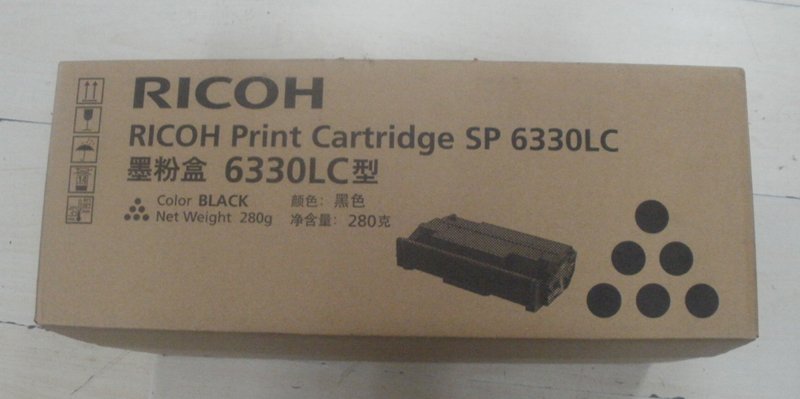 RICOH
RICOH Print Cartridge SP 6330LC
墨粉盒 6330LC型
Color BLACK 颜色：黑色
Net Weight 280g 净含量：280克